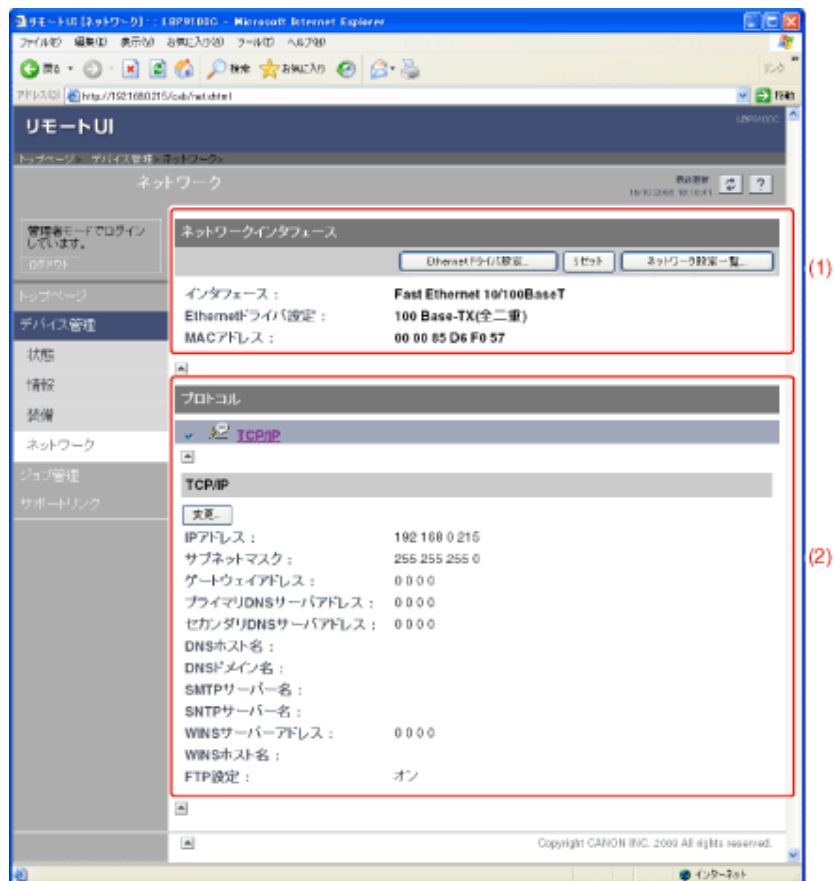 リモートUI [ネットワーク] : : LBP9100C - Microsoft Internet Explorer
ファイル(F) 編集(E) 表示(V) お気に入り(A) ツール(T) ヘルプ(H)
戻る 検索 お気に入り リンク
アドレス(D) http://192.168.0.215/ 移動
リモートUI
LBP9100C
トップページ> デバイス管理>ネットワーク>
ネットワーク
最終更新
管理者モードでログインしています。
ログアウト
トップページ
デバイス管理
状態
情報
装備
ネットワーク
ジョブ管理
サポートリンク
ネットワークインタフェース
Ethernetドライバ設定... リセット ネットワーク設定一覧...
インタフェース : Fast Ethernet 10/100BaseT
Ethernetドライバ設定 : 100 Base-TX(全二重)
MACアドレス : 00 00 85 D6 F0 57
(1)
プロトコル
TCP/IP
TCP/IP
変更...
IPアドレス : 192 168 0 215
サブネットマスク : 255 255 255 0
ゲートウェイアドレス : 0 0 0 0
プライマリDNSサーバアドレス : 0 0 0 0
セカンダリDNSサーバアドレス : 0 0 0 0
DNSホスト名 :
DNSドメイン名 :
SMTPサーバー名 :
SNTPサーバー名 :
WINSサーバーアドレス : 0 0 0 0
WINSホスト名 :
FTP設定 : オン
(2)
Copyright CANON INC. 2009 All rights reserved.
インターネット